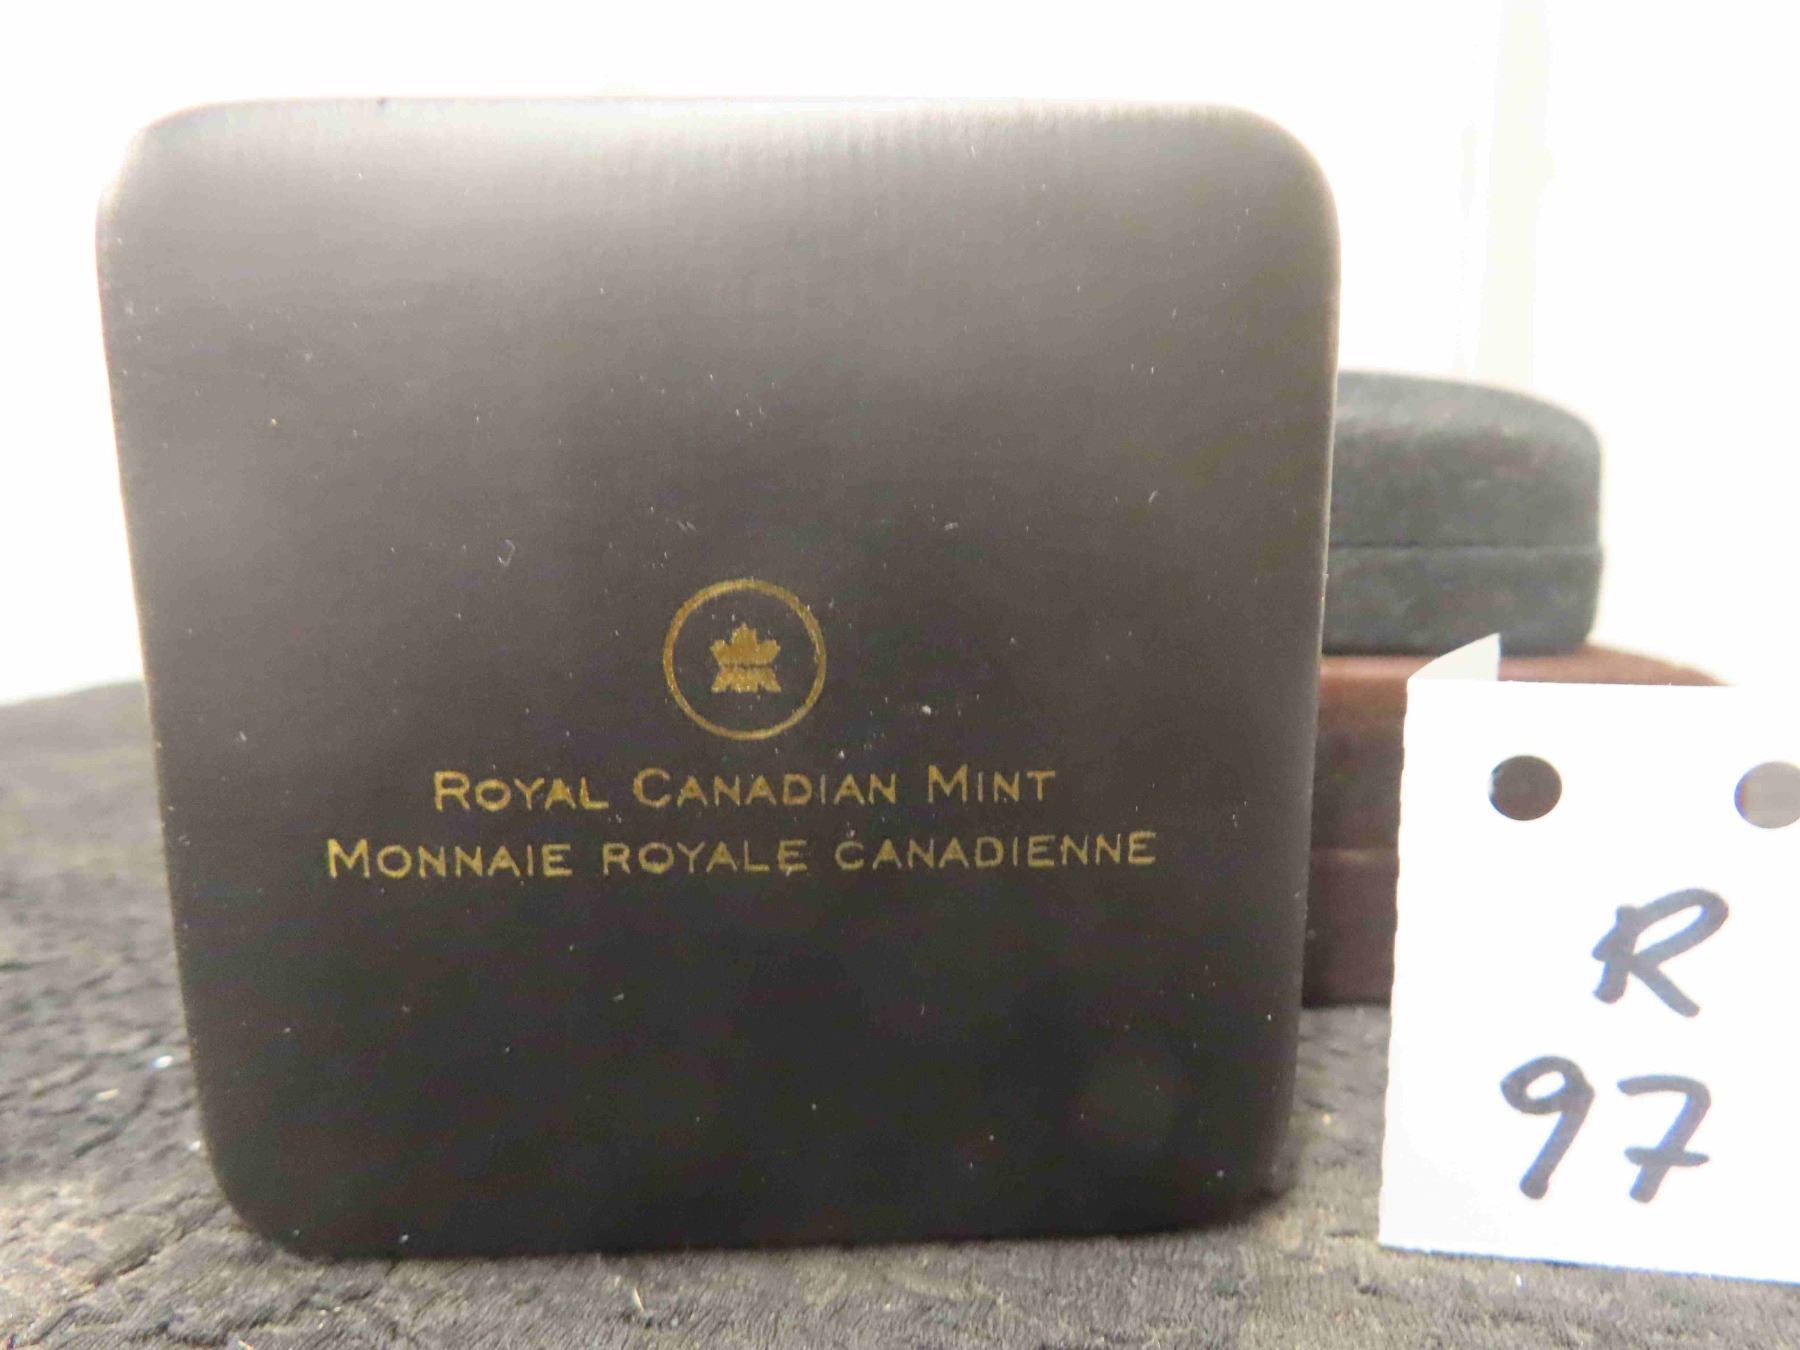 ROYAL CANADIAN MINT
MONNAIE ROYALE CANADIENNE
R
97